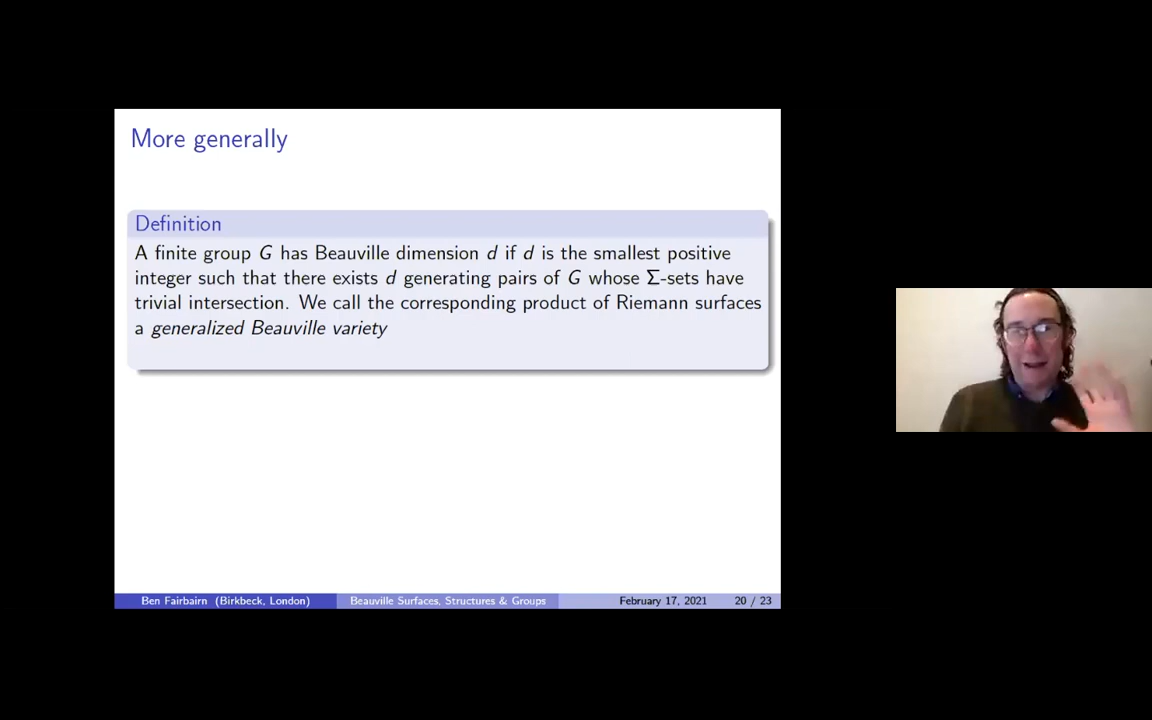 More generally
Definition
A finite group G has Beauville dimension d if d is the smallest positive
integer such that there exists d generating pairs of G whose Σ-sets have
trivial intersection. We call the corresponding product of Riemann surfaces
a generalized Beauville variety
Ben Fairbairn (Birkbeck, London) Beauville Surfaces, Structures & Groups February 17, 2021 20 / 23